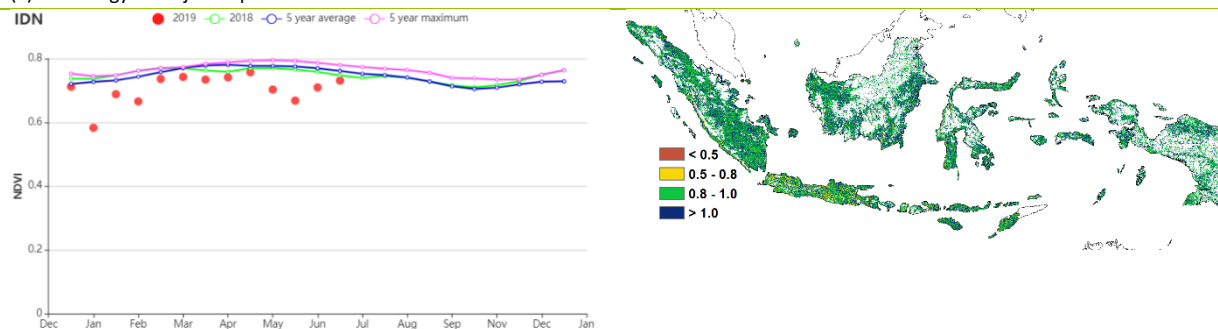 IDN
2019 2018 5 year average 5 year maximum
0.8
0.6
0.4
0.2
0
NDVI
Dec Jan Feb Mar Apr May Jun Jul Aug Sep Nov Dec Jan
< 0.5
0.5 - 0.8
0.8 - 1.0
> 1.0